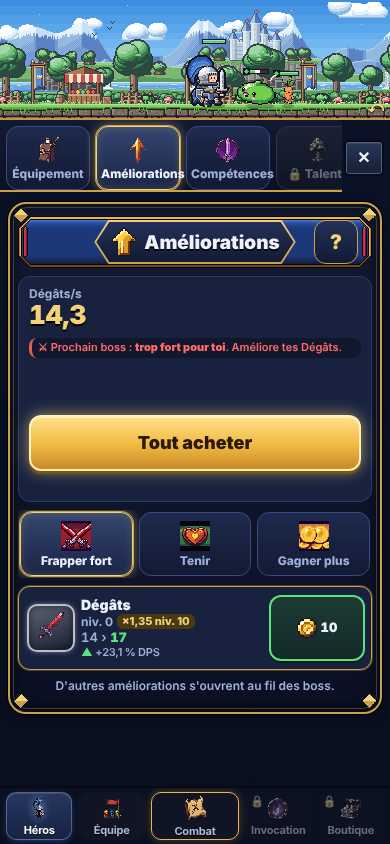 Équipement
Améliorations
Compétences
Talent
✕
Améliorations
?
Dégâts/s
14,3
⚔ Prochain boss : trop fort pour toi. Améliore tes Dégâts.
Tout acheter
Frapper fort
Tenir
Gagner plus
Dégâts
niv. 0 ×1,35 niv. 10
14 › 17
▲ +23,1 % DPS
10
D'autres améliorations s'ouvrent au fil des boss.
Héros
Équipe
Combat
Invocation
Boutique